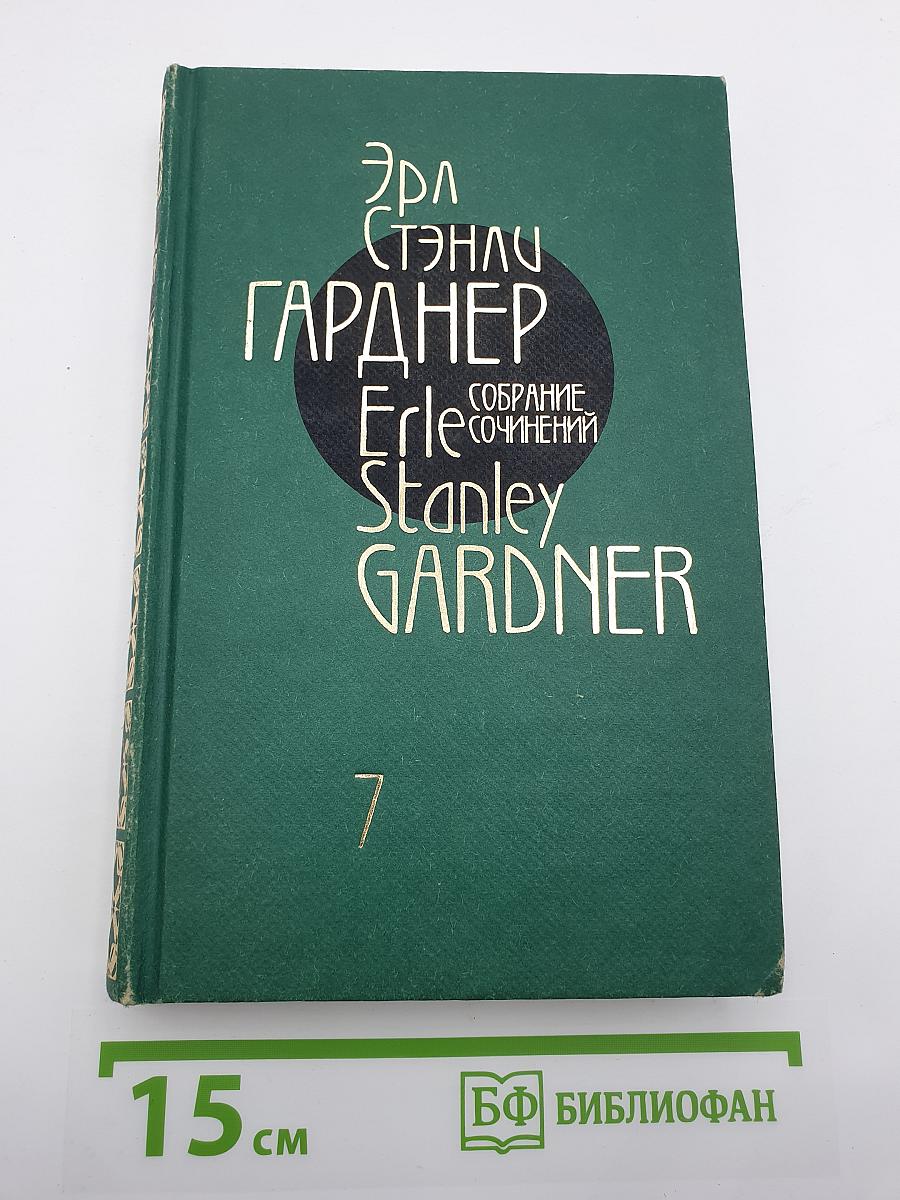 Эрл
Стэнли
ГАРДНЕР
Erle
СОБРАНИЕ
СОЧИНЕНИЙ
Stanley
GARDNER
7
15 см
БФ БИБЛИОФАН